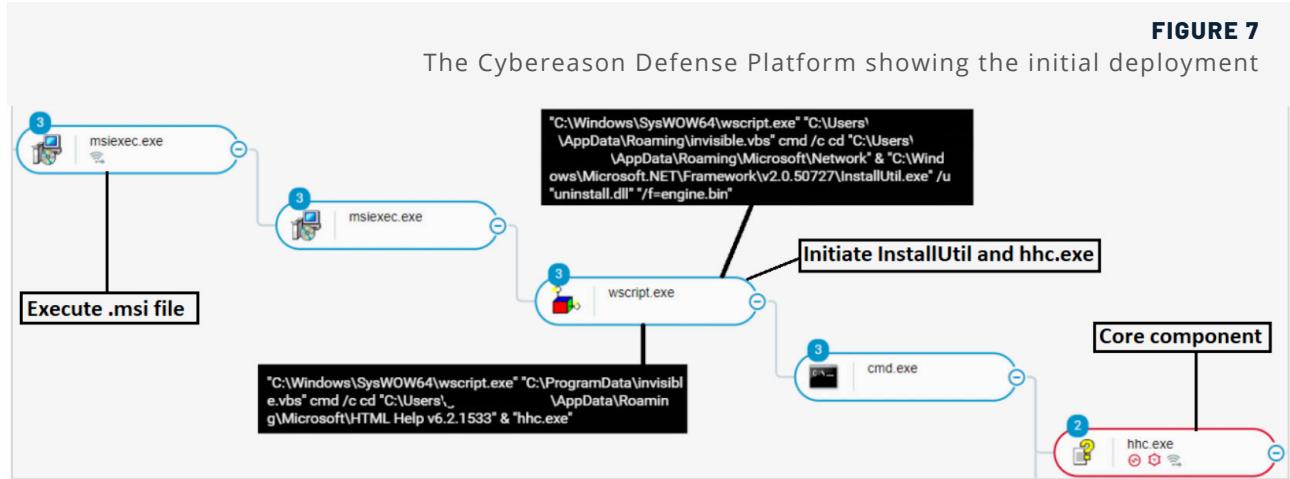 FIGURE 7
The Cybereason Defense Platform showing the initial deployment
"C:\Windows\SysWOW64\wscript.exe" "C:\Users\
\AppData\Roaming\invisible.vbs" cmd /c cd "C:\Users\
\AppData\Roaming\Microsoft\Network" & "C:\Wind
ows\Microsoft.NET\Framework\v2.0.50727\InstallUtil.exe" /u
"uninstall.dll" "/f=engine.bin"
3
msiexec.exe
3
msiexec.exe
Initiate InstallUtil and hhc.exe
3
wscript.exe
Execute .msi file
Core component
3
cmd.exe
"C:\Windows\SysWOW64\wscript.exe" "C:\ProgramData\invisibl
e.vbs" cmd /c cd "C:\Users\
\AppData\Roamin
g\Microsoft\HTML Help v6.2.1533" & "hhc.exe"
2
hhc.exe